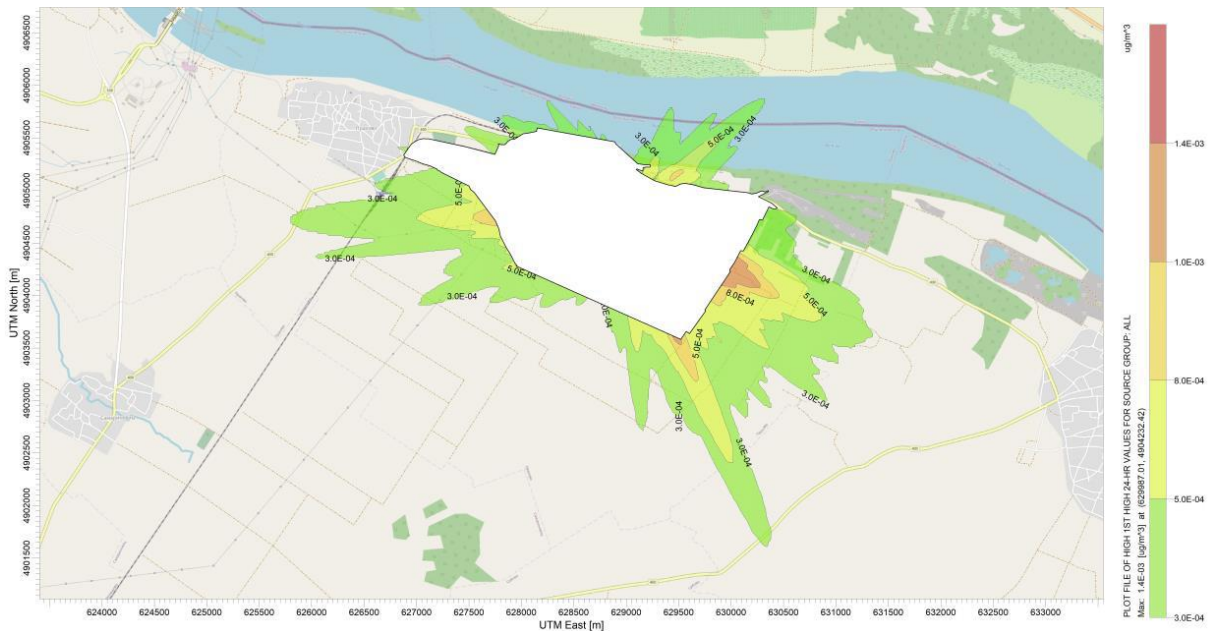 ug/m^3
1.4E-03
1.0E-03
8.0E-04
5.0E-04
3.0E-04
PLOT FILE OF HIGH 1ST HIGH 24-HR VALUES FOR SOURCE GROUP: ALL
Max: 1.4E-03 [ug/m^3] at (629987.01, 4904232.42)
UTM North [m]
4906500
4906000
4905500
4905000
4904500
4904000
4903500
4903000
4902500
4902000
4901500
3.0E-04
3.0E-04
5.0E-04
3.0E-04
3.0E-04
5.0E-04
3.0E-04
5.0E-04
3.0E-04
3.0E-04
3.0E-04
5.0E-04
8.0E-04
5.0E-04
3.0E-04
3.0E-04
3.0E-04
624000 624500 625000 625500 626000 626500 627000 627500 628000 628500 629000 629500 630000 630500 631000 631500 632000 632500 633000
UTM East [m]